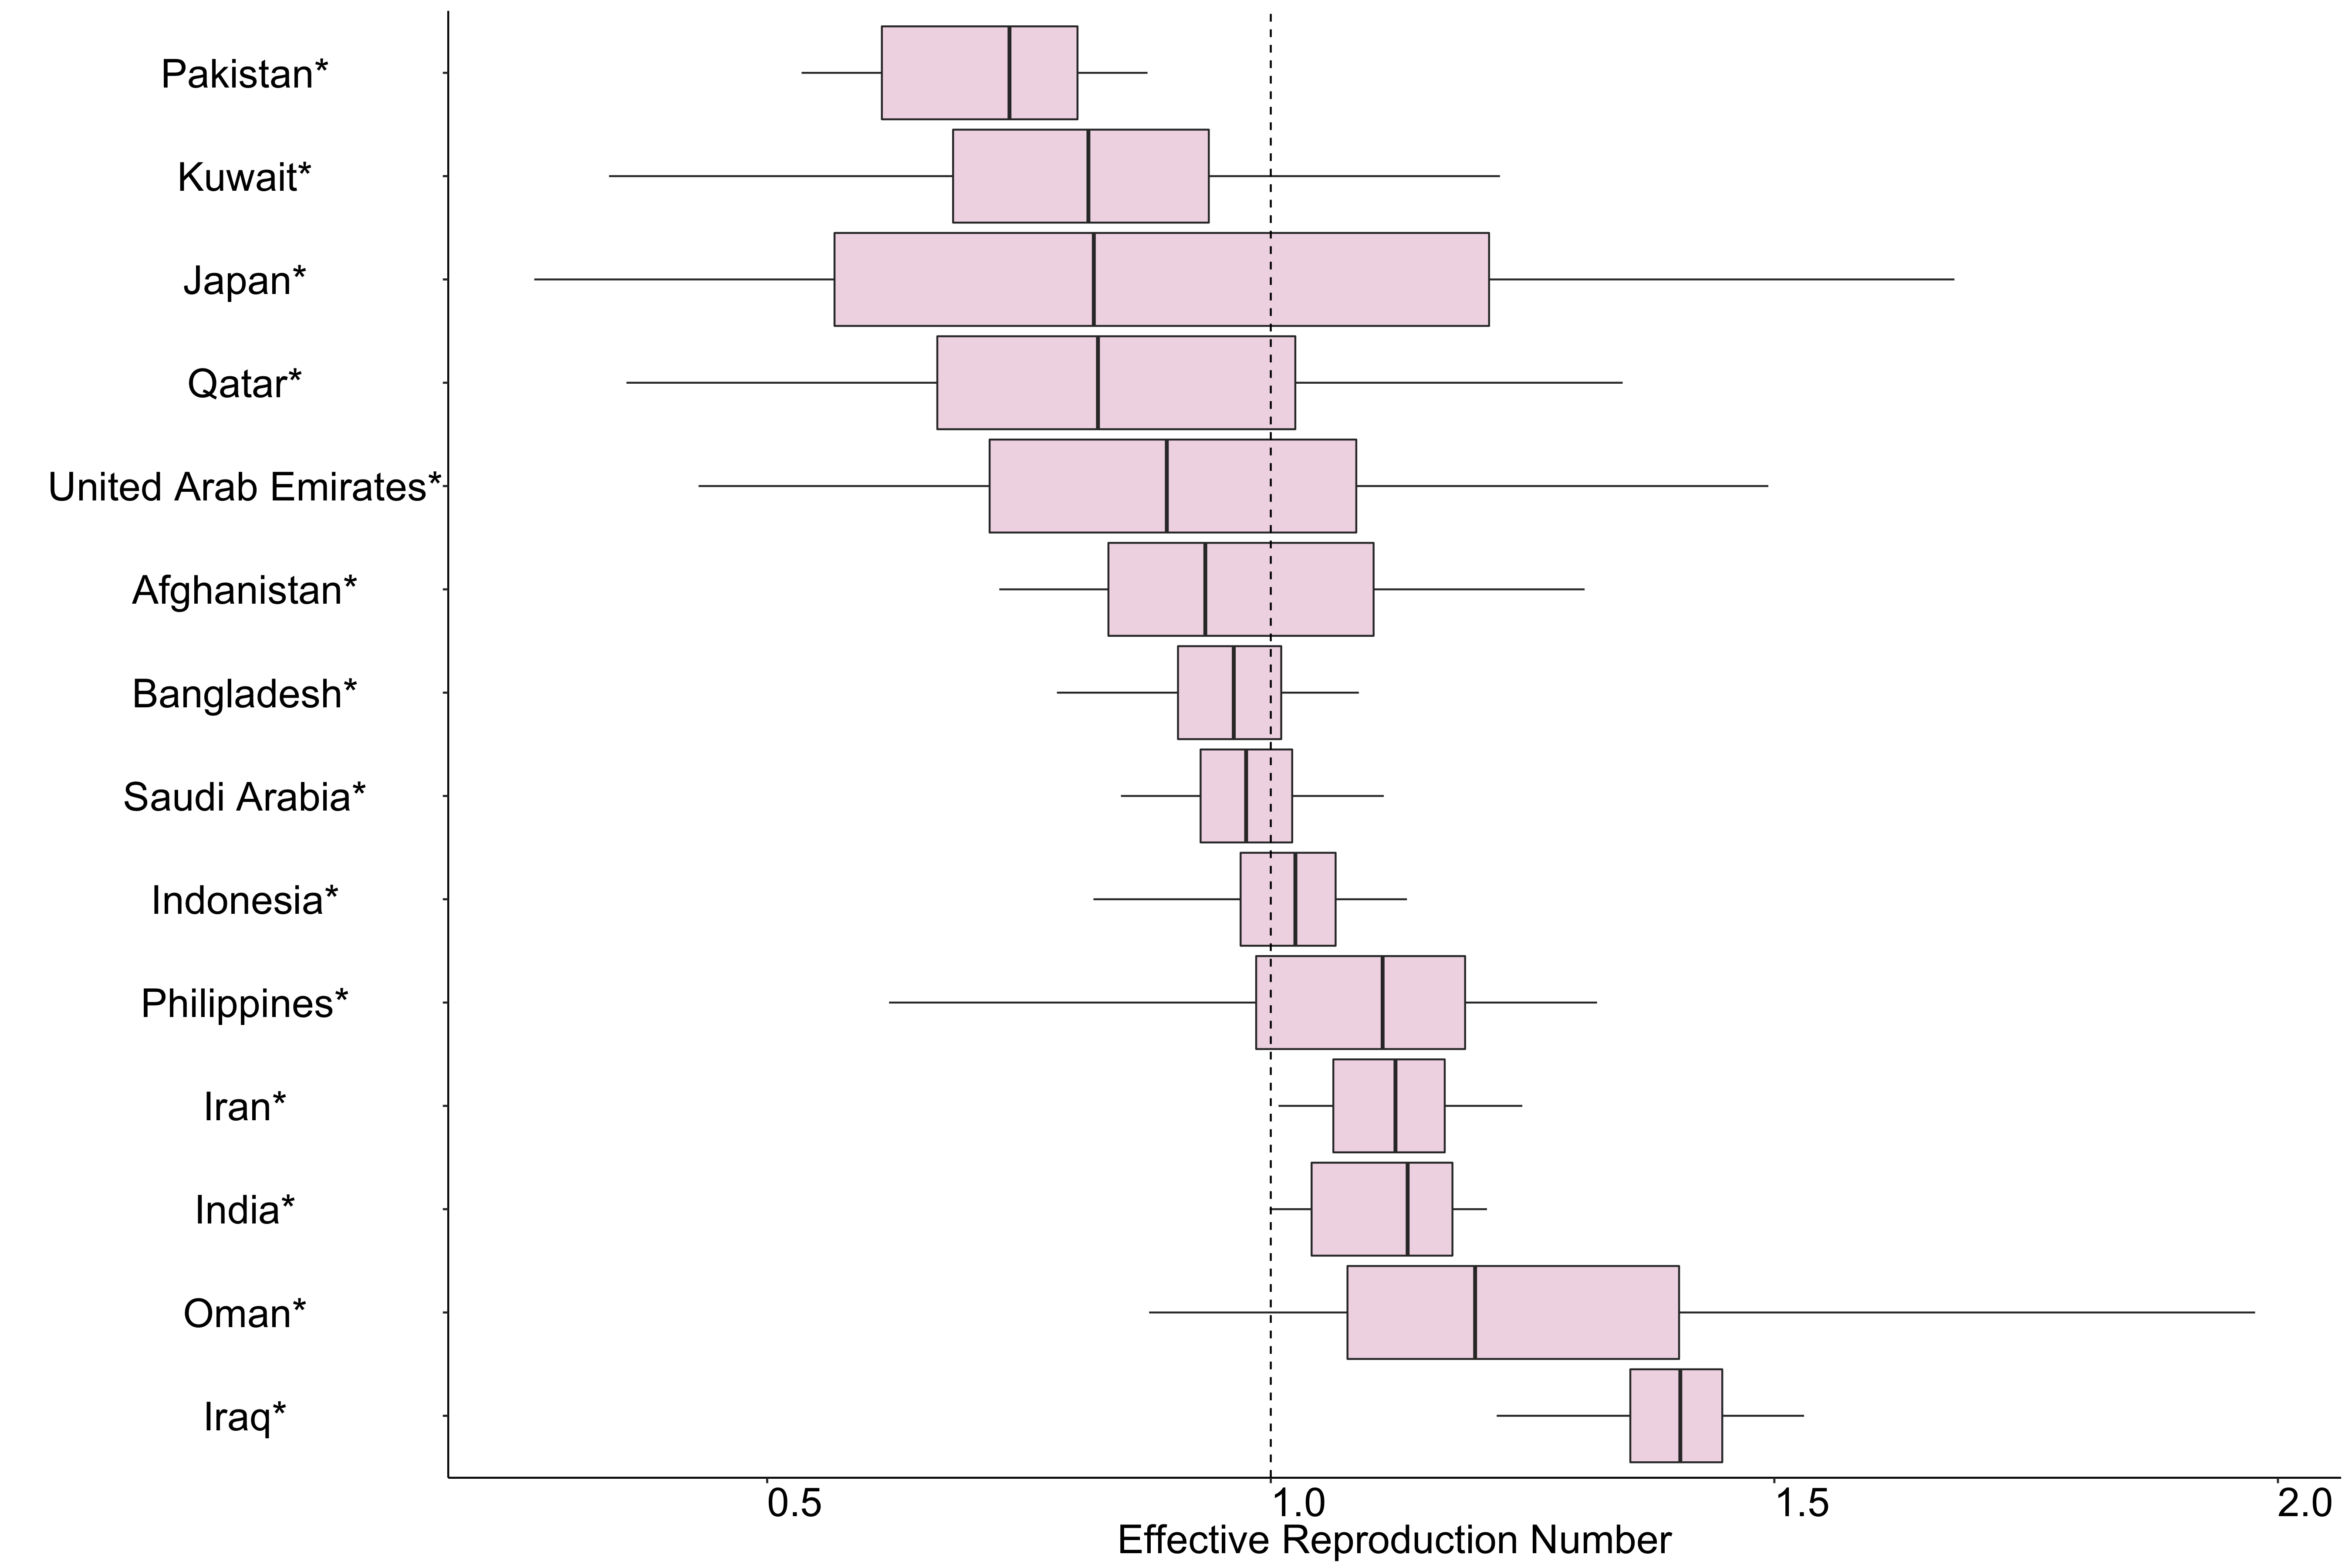 Pakistan*
Kuwait*
Japan*
Qatar*
United Arab Emirates*
Afghanistan*
Bangladesh*
Saudi Arabia*
Indonesia*
Philippines*
Iran*
India*
Oman*
Iraq*
0.5 1.0 1.5 2.0
Effective Reproduction Number